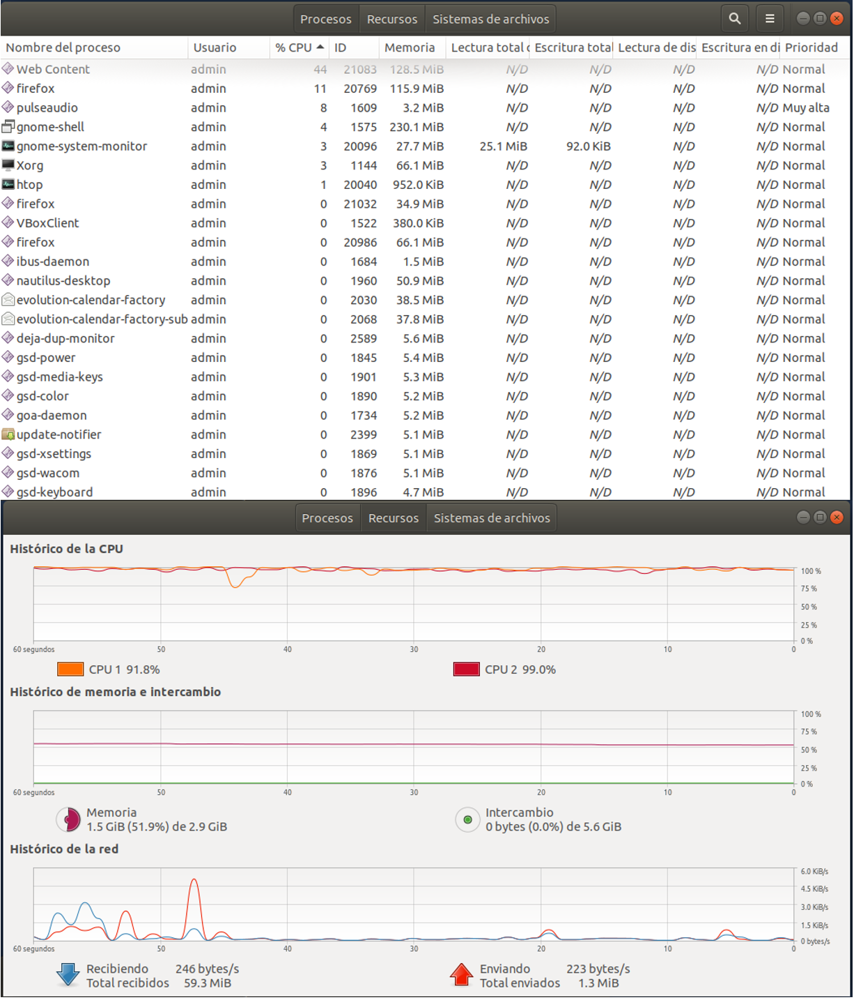 Procesos Recursos Sistemas de archivos
Nombre del proceso Usuario % CPU ID Memoria Lectura total Escritura total Lectura de dis Escritura en di Prioridad
Web Content admin 44 21083 128.5 MiB N/D N/D N/D N/D Normal
firefox admin 11 20769 115.9 MiB N/D N/D N/D N/D Normal
pulseaudio admin 8 1609 3.2 MiB N/D N/D N/D N/D Muy alta
gnome-shell admin 4 1575 230.1 MiB N/D N/D N/D N/D Normal
gnome-system-monitor admin 3 20096 27.7 MiB 25.1 MiB 92.0 KiB N/D N/D Normal
Xorg admin 3 1144 66.1 MiB N/D N/D N/D N/D Normal
htop admin 1 20040 952.0 KiB N/D N/D N/D N/D Normal
firefox admin 0 21032 34.9 MiB N/D N/D N/D N/D Normal
VBoxClient admin 0 1522 380.0 KiB N/D N/D N/D N/D Normal
firefox admin 0 20986 66.1 MiB N/D N/D N/D N/D Normal
ibus-daemon admin 0 1684 1.5 MiB N/D N/D N/D N/D Normal
nautilus-desktop admin 0 1960 50.9 MiB N/D N/D N/D N/D Normal
evolution-calendar-factory admin 0 2030 38.5 MiB N/D N/D N/D N/D Normal
evolution-calendar-factory-sub admin 0 2068 37.8 MiB N/D N/D N/D N/D Normal
deja-dup-monitor admin 0 2589 5.6 MiB N/D N/D N/D N/D Normal
gsd-power admin 0 1845 5.4 MiB N/D N/D N/D N/D Normal
gsd-media-keys admin 0 1901 5.3 MiB N/D N/D N/D N/D Normal
gsd-color admin 0 1890 5.2 MiB N/D N/D N/D N/D Normal
goa-daemon admin 0 1734 5.2 MiB N/D N/D N/D N/D Normal
update-notifier admin 0 2399 5.1 MiB N/D N/D N/D N/D Normal
gsd-xsettings admin 0 1869 5.1 MiB N/D N/D N/D N/D Normal
gsd-wacom admin 0 1876 5.1 MiB N/D N/D N/D N/D Normal
gsd-keyboard admin 0 1896 4.7 MiB N/D N/D N/D N/D Normal
Procesos Recursos Sistemas de archivos
Histórico de la CPU
100 %
75 %
50 %
25 %
0 %
60 segundos 50 40 30 20 10 0
CPU 1 91.8% CPU 2 99.0%
Histórico de memoria e intercambio
100 %
75 %
50 %
25 %
0 %
60 segundos 50 40 30 20 10 0
Memoria Intercambio
1.5 GiB (51.9%) de 2.9 GiB 0 bytes (0.0%) de 5.6 GiB
Histórico de la red
6.0 KiB/s
4.5 KiB/s
3.0 KiB/s
1.5 KiB/s
0 bytes/s
60 segundos 50 40 30 20 10 0
Recibiendo 246 bytes/s Enviando 223 bytes/s
Total recibidos 59.3 MiB Total enviados 1.3 MiB